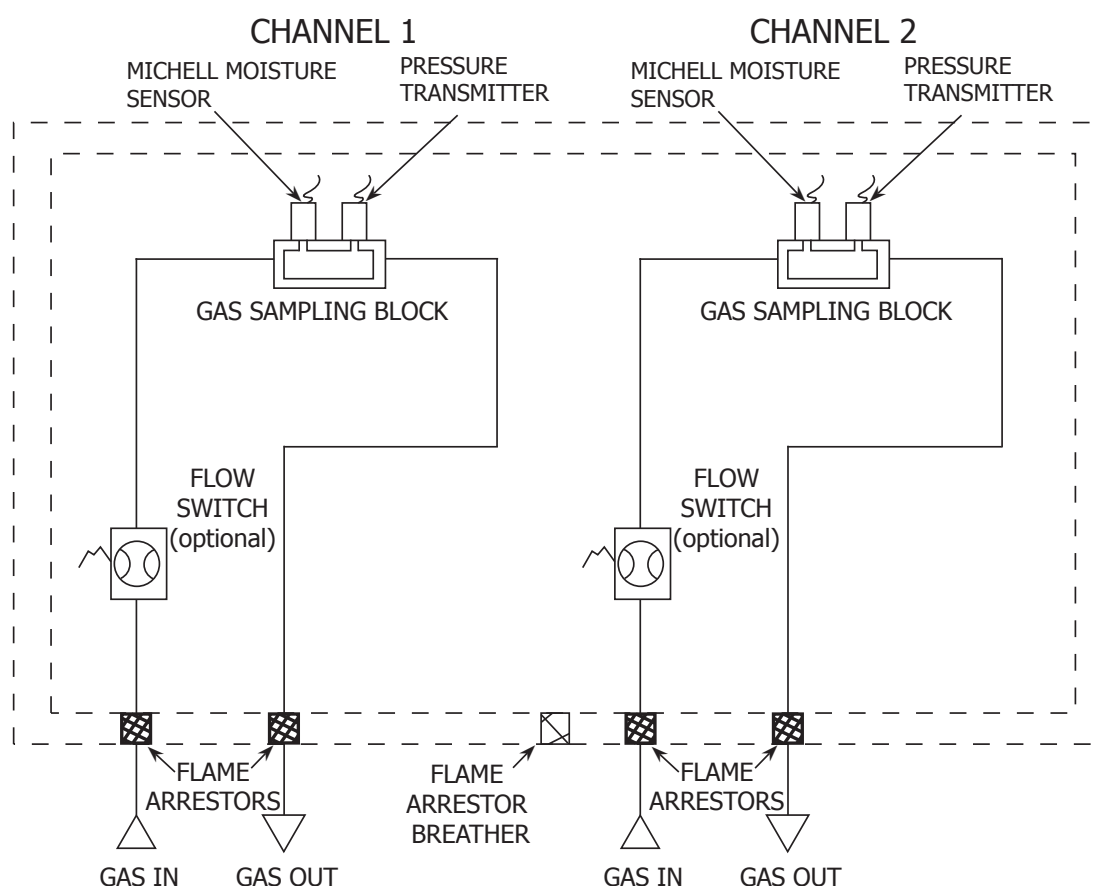 CHANNEL 1
MICHELL MOISTURE
SENSOR
PRESSURE
TRANSMITTER
GAS SAMPLING BLOCK
FLOW
SWITCH
(optional)
FLAME
ARRESTORS
GAS IN
GAS OUT
FLAME
ARRESTOR
BREATHER
CHANNEL 2
MICHELL MOISTURE
SENSOR
PRESSURE
TRANSMITTER
GAS SAMPLING BLOCK
FLOW
SWITCH
(optional)
FLAME
ARRESTORS
GAS IN
GAS OUT